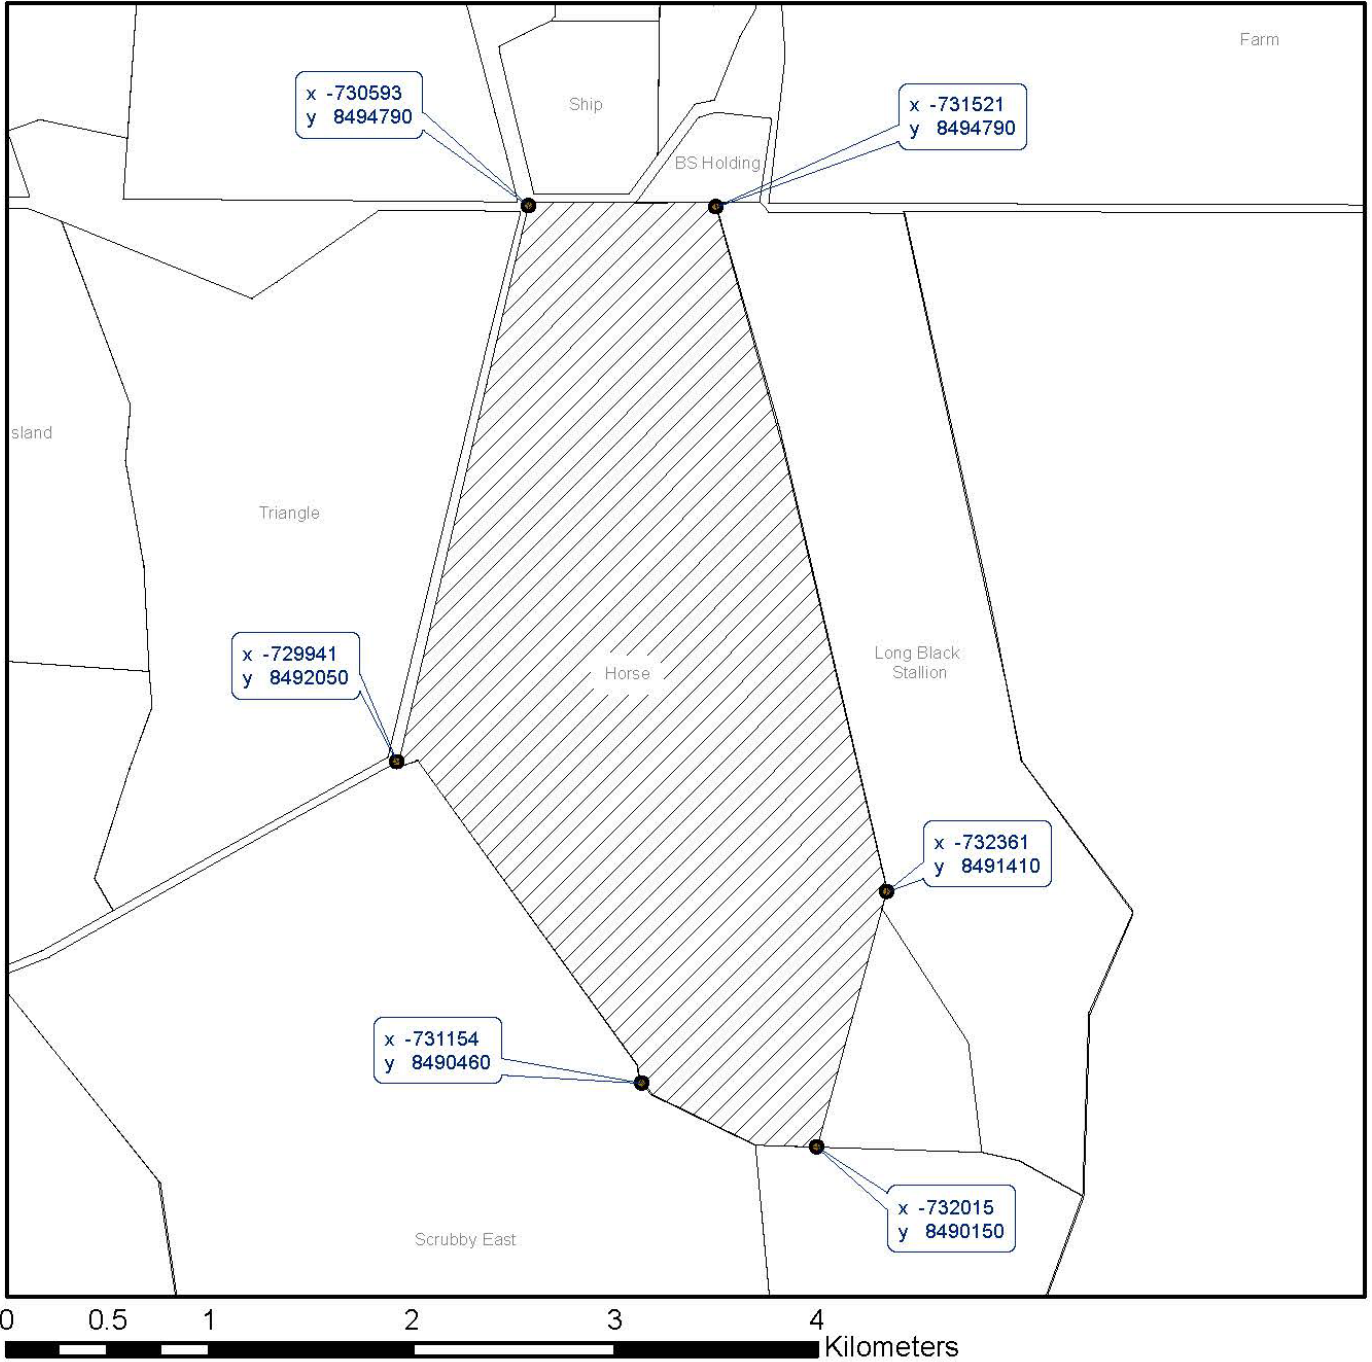 Farm
x -730593
y 8494790
Ship
x -731521
y 8494790
BS Holding
sland
Triangle
x -729941
y 8492050
Horse
Long Black
Stallion
x -732361
y 8491410
x -731154
y 8490460
x -732015
y 8490150
Scrubby East
0 0.5 1 2 3 4
Kilometers